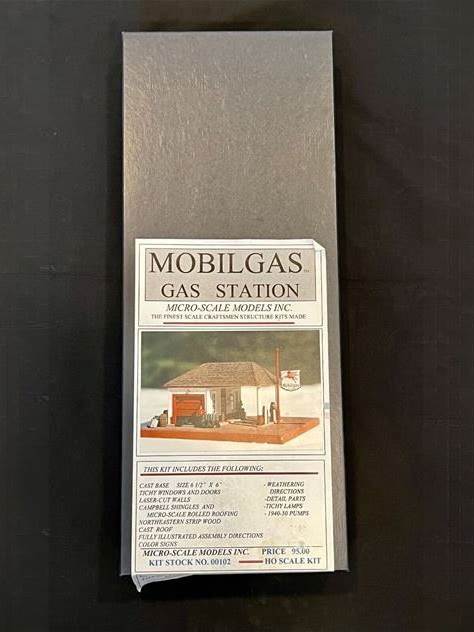 MOBILGAS
GAS STATION
MICRO-SCALE MODELS INC.
THE FINEST SCALE CRAFTSMEN STRUCTURE KITS MADE
MOBILGAS
THIS KIT INCLUDES THE FOLLOWING:
CAST BASE SIZE 6 1/2" X 6"
TICHY WINDOWS AND DOORS
LASER-CUT WALLS
CAMPBELL SHINGLES AND
MICRO-SCALE ROLLED ROOFING
NORTHEASTERN STRIP WOOD
CAST ROOF
FULLY ILLUSTRATED ASSEMBLY DIRECTIONS
COLOR SIGNS
- WEATHERING
DIRECTIONS
-DETAIL PARTS
-TICHY LAMPS
- 1940-50 PUMPS
MICRO-SCALE MODELS INC. PRICE 95.00
KIT STOCK NO. 00102 HO SCALE KIT